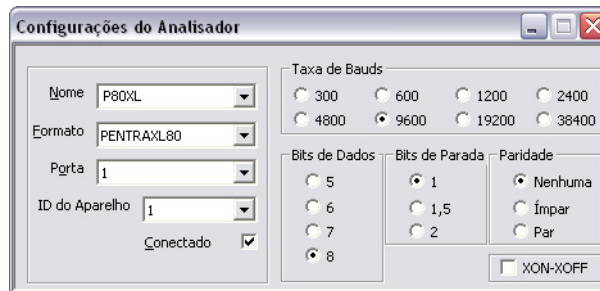 Configurações do Analisador
Nome P80XL
Formato PENTRAXL80
Porta 1
ID do Aparelho 1
Conectado
Taxa de Bauds
300 600 1200 2400
4800 9600 19200 38400
Bits de Dados
5
6
7
8
Bits de Parada
1
1,5
2
Paridade
Nenhuma
Ímpar
Par
XON-XOFF